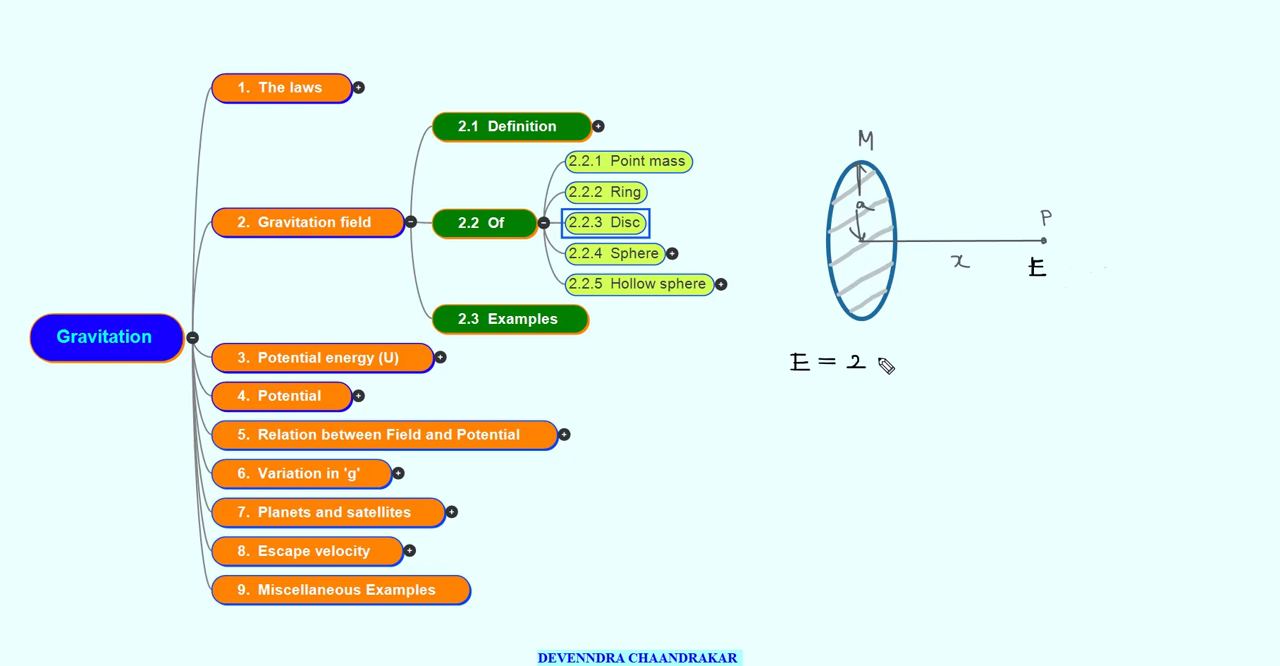 Gravitation
1. The laws
2. Gravitation field
2.1 Definition
2.2 Of
2.2.1 Point mass
2.2.2 Ring
2.2.3 Disc
2.2.4 Sphere
2.2.5 Hollow sphere
2.3 Examples
3. Potential energy (U)
4. Potential
5. Relation between Field and Potential
6. Variation in 'g'
7. Planets and satellites
8. Escape velocity
9. Miscellaneous Examples
M
a
P
x
E
E = 2
DEVENNDRA CHAANDRAKAR